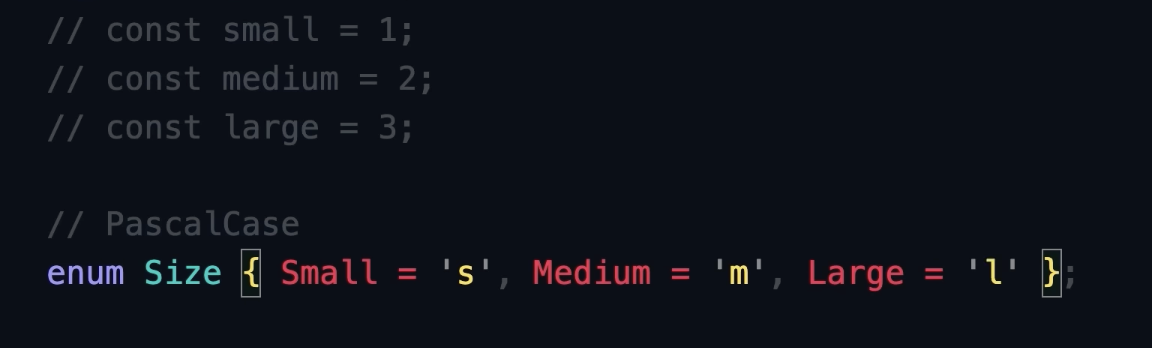 // const small = 1;
// const medium = 2;
// const large = 3;
// PascalCase
enum Size { Small = 's', Medium = 'm', Large = 'l' };